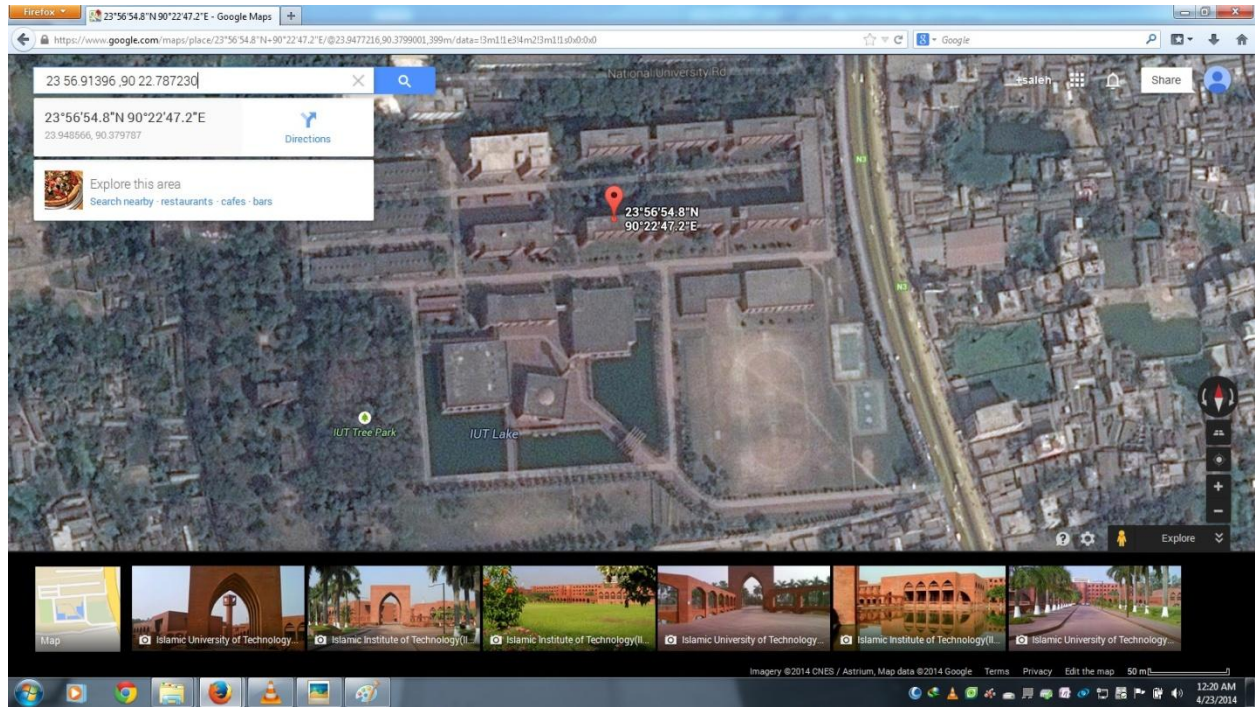 Firefox
23°56'54.8"N 90°22'47.2"E - Google Maps
https://www.google.com/maps/place/23°56'54.8"N+90°22'47.2"E/@23.9477216,90.3799001,399m/data=!3m1!1e3!4m2!3m1!1s0x0:0x0
Google
23 56.91396 ,90 22.787230
National University Rd
+saleh
Share
23°56'54.8"N 90°22'47.2"E
23.948566, 90.379787
Directions
Explore this area
Search nearby · restaurants · cafes · bars
N3
23°56'54.8"N
90°22'47.2"E
N3
IUT Tree Park
IUT Lake
Explore
Map
Islamic University of Technology...
Islamic Institute of Technology(II...
Islamic Institute of Technology(II...
Islamic University of Technology...
Islamic Institute of Technology(II...
Islamic University of Technology...
Imagery ©2014 CNES / Astrium, Map data ©2014 Google Terms Privacy Edit the map 50 m
12:20 AM
4/23/2014